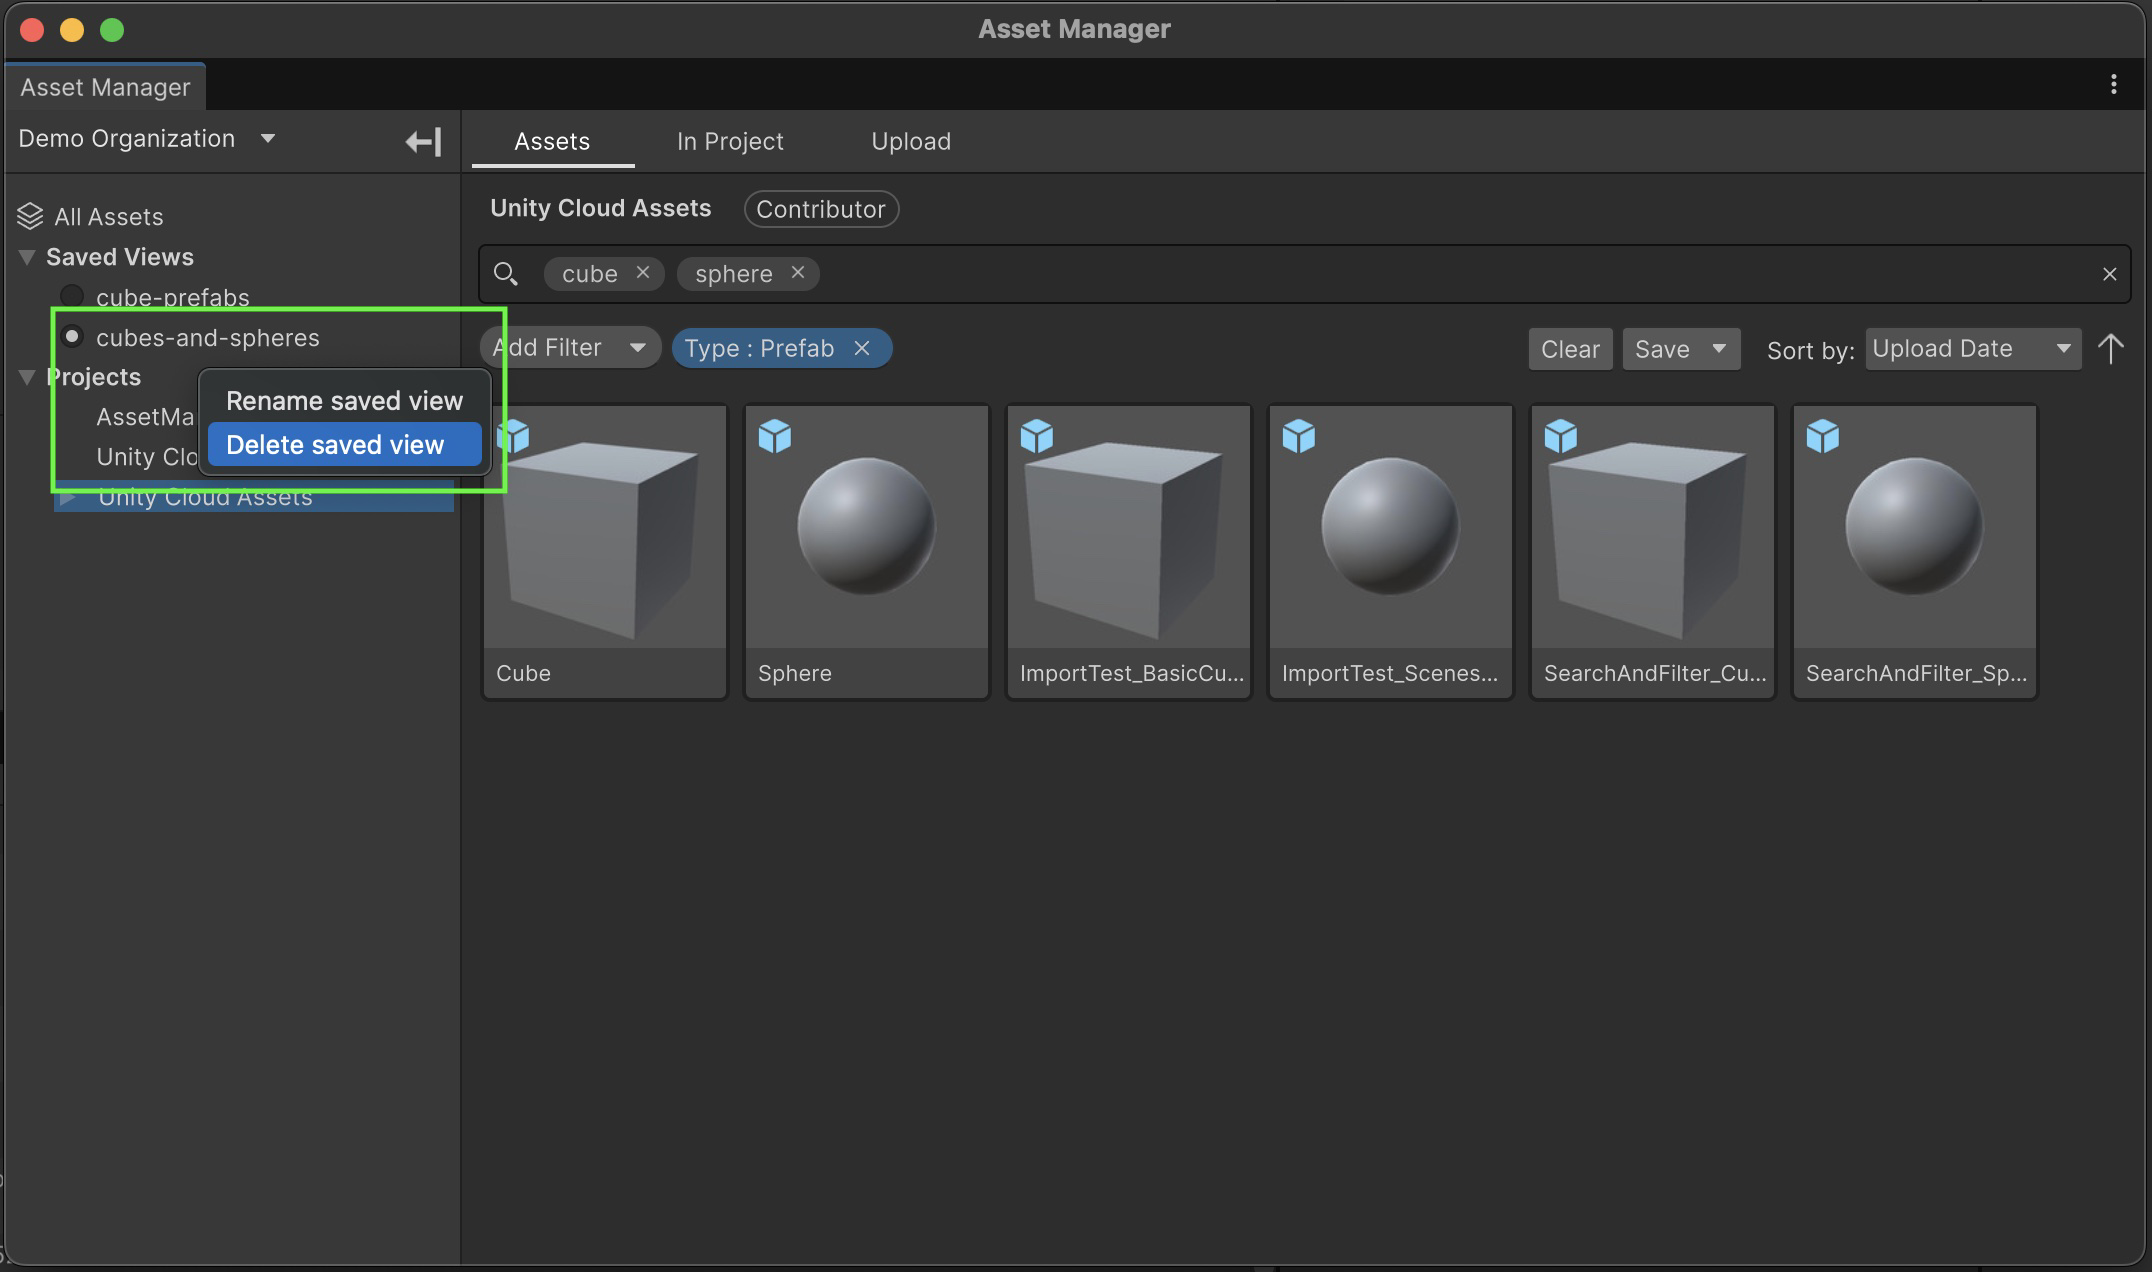 Asset Manager
Asset Manager
Demo Organization
Assets In Project Upload
All Assets
Saved Views
cube-prefabs
cubes-and-spheres
Projects
AssetMa
Unity Clo
Unity Cloud Assets
Rename saved view
Delete saved view
Unity Cloud Assets Contributor
cube sphere
Add Filter Type : Prefab Clear Save Sort by: Upload Date
Cube
Sphere
ImportTest_BasicCu...
ImportTest_Scenes...
SearchAndFilter_Cu...
SearchAndFilter_Sp...